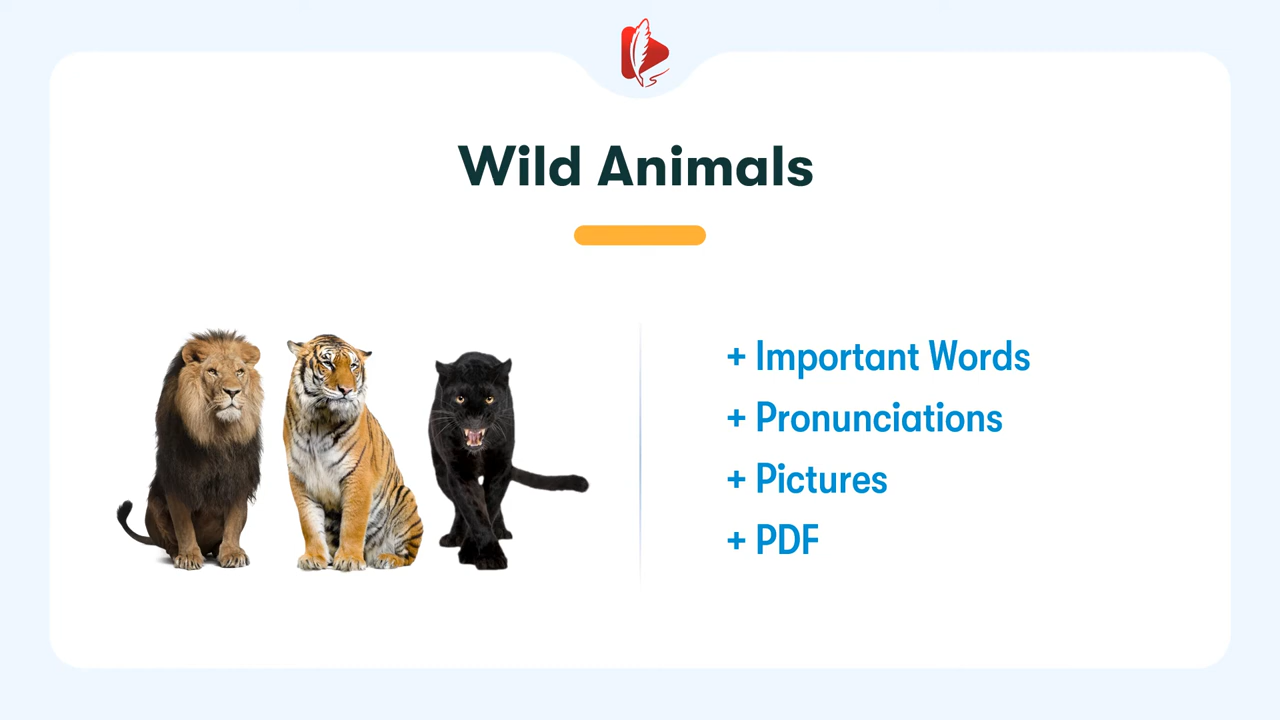 Wild Animals
+ Important Words
+ Pronunciations
+ Pictures
+ PDF